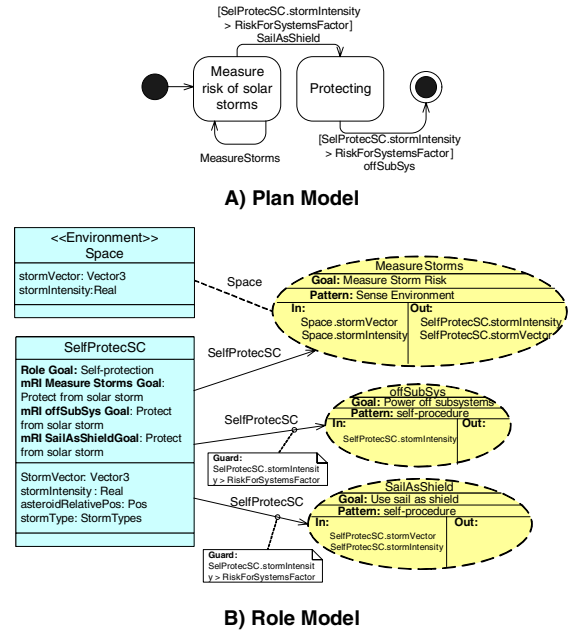 [SelProtecSC.stormIntensity
> RiskForSystemsFactor]
SailAsShield
Measure
risk of solar
storms
Protecting
MeasureStorms
[SelProtecSC.stormIntensity
> RiskForSystemsFactor]
offSubSys
A) Plan Model
<<Environment>>
Space
stormVector: Vector3
stormIntensity:Real
Space
MeasureStorms
Goal: Measure Storm Risk
Pattern: Sense Environment
In:
Space.stormVector
Space.stormIntensity
Out:
SelfProtecSC.stormIntensity
SelfProtecSC.stormVector
SelfProtecSC
Role Goal: Self-protection
mRI Measure Storms Goal:
Protect from solar storm
mRI offSubSys Goal: Protect
from solar storm
mRI SailAsShieldGoal: Protect
from solar storm
StormVector: Vector3
stormIntensity : Real
asteroidRelativePos: Pos
stormType: StormTypes
SelfProtecSC
SelfProtecSC
Guard:
SelfProtecSC.stormIntensit
y > RiskForSystemsFactor
offSubSys
Goal: Power off subsystems
Pattern: self-procedure
In:
SelfProtecSC.stormIntensity
Out:
SelfProtecSC
Guard:
SelfProtecSC.stormIntensit
y > RiskForSystemsFactor
SailAsShield
Goal: Use sail as shield
Pattern: self-procedure
In:
SelfProtecSC.stormVector
SelfProtecSC.stormIntensity
Out:
B) Role Model